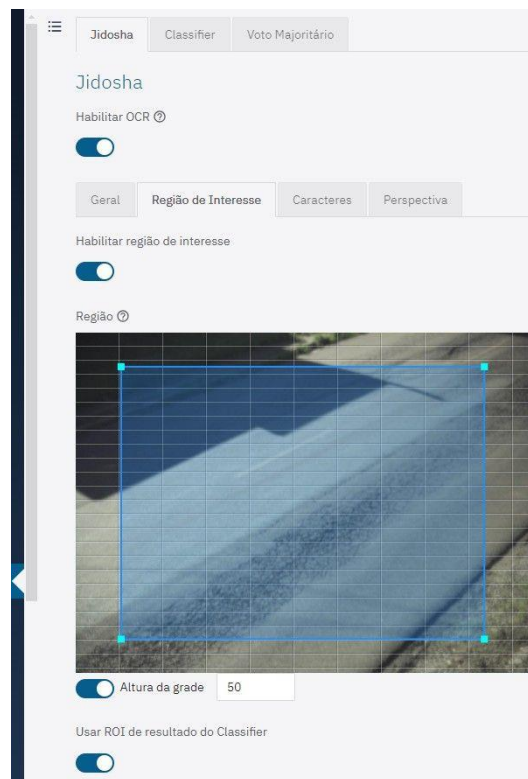 Jidosha Classifier Voto Majoritário
Jidosha
Habilitar OCR
Geral Região de Interesse Caracteres Perspectiva
Habilitar região de interesse
Região
Altura da grade 50
Usar ROI de resultado do Classifier